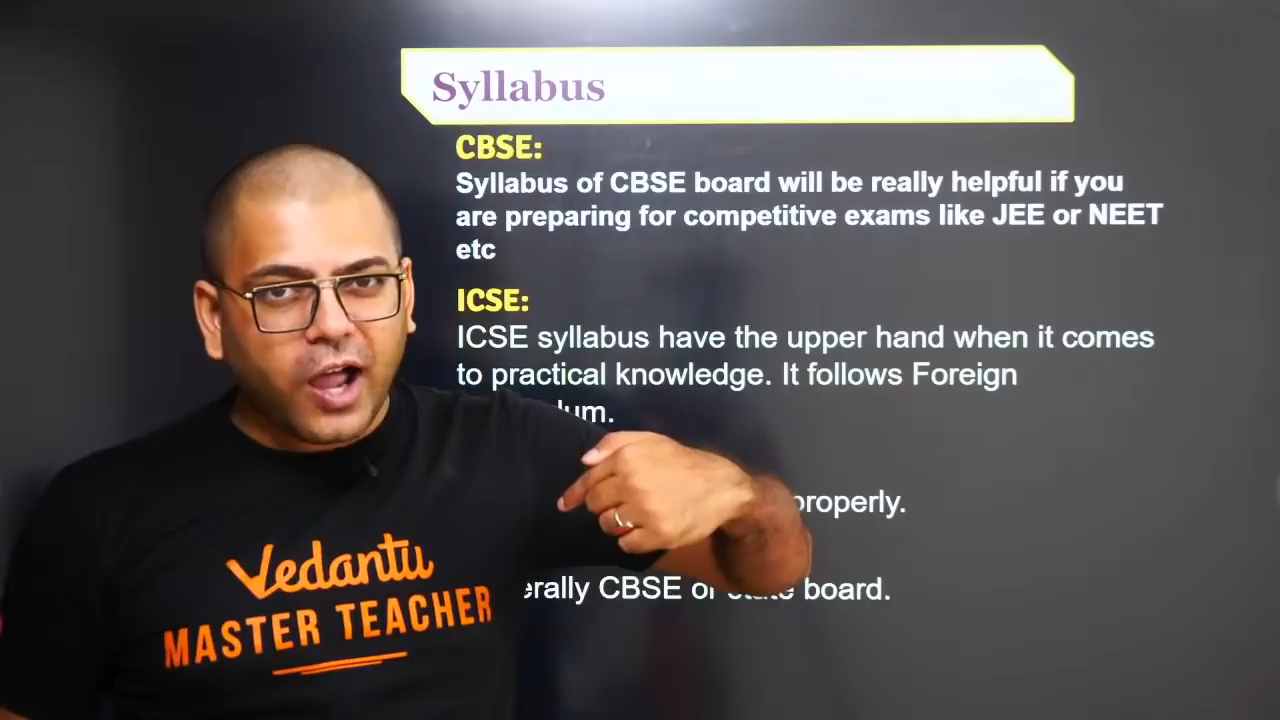 Syllabus
CBSE:
Syllabus of CBSE board will be really helpful if you
are preparing for competitive exams like JEE or NEET
etc
ICSE:
ICSE syllabus have the upper hand when it comes
to practical knowledge. It follows Foreign
properly.
CBSE or state board.
Vedantu
MASTER TEACHER